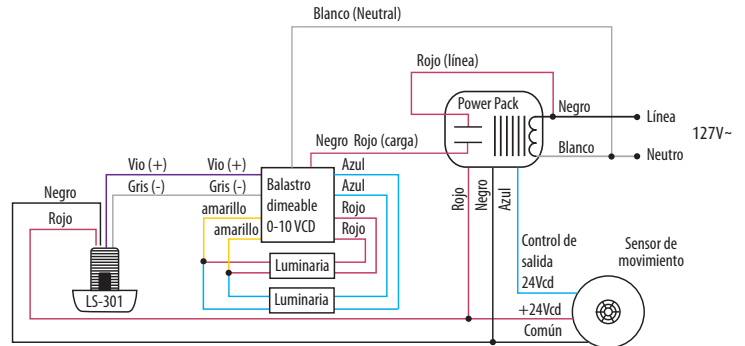 Blanco (Neutral)
Rojo (línea)
Power Pack
Negro
Línea
127V~
Negro Rojo (carga)
Blanco
Neutro
Vio (+)
Vio (+)
Azul
Gris (-)
Gris (-)
Balastro
dimeable
0-10 VCD
Azul
Negro
amarillo
Rojo
Rojo
amarillo
Rojo
Rojo
Negro
Azul
Luminaria
Control de
salida
24Vcd
Sensor de
movimiento
LS-301
Luminaria
+24Vcd
Común